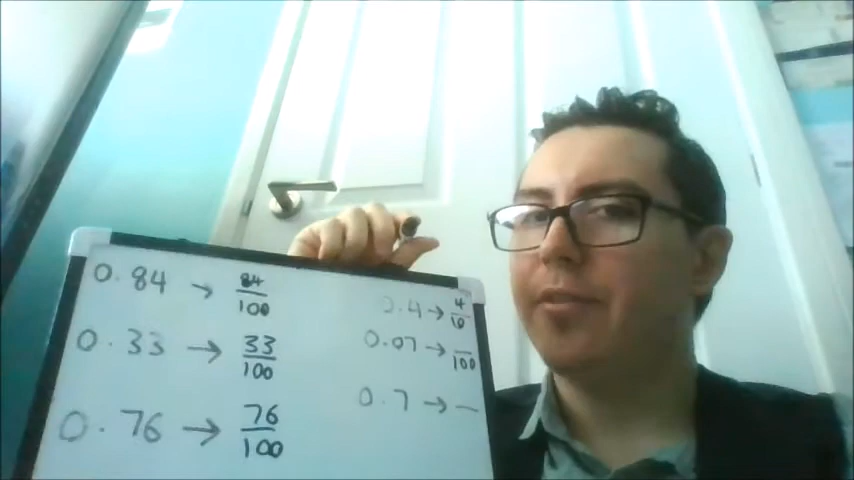 0.84 → 84/100
0.33 → 33/100
0.76 → 76/100
0.4 → 4/10
0.07 → /100
0.7 → —